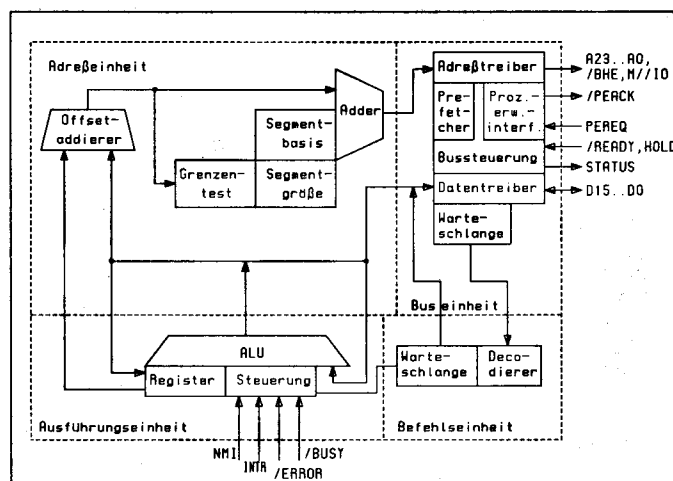 Adreßeinheit
Offset-
addierer
Grenzen-
test
Segment-
basis
Segment-
größe
Adder
Adreßtreiber
Pre-
fet-
cher
Proz.-
erw.-
interf.
Bussteuerung
Datentreiber
Warte-
schlange
Buseinheit
A23..A0,
/BHE,M//IO
/PEACK
PEREQ
/READY,HOLD
STATUS
D15..D0
ALU
Register
Steuerung
Ausführungseinheit
Warte-
schlange
Deco-
dierer
Befehlseinheit
NMI
INTR
/ERROR
/BUSY